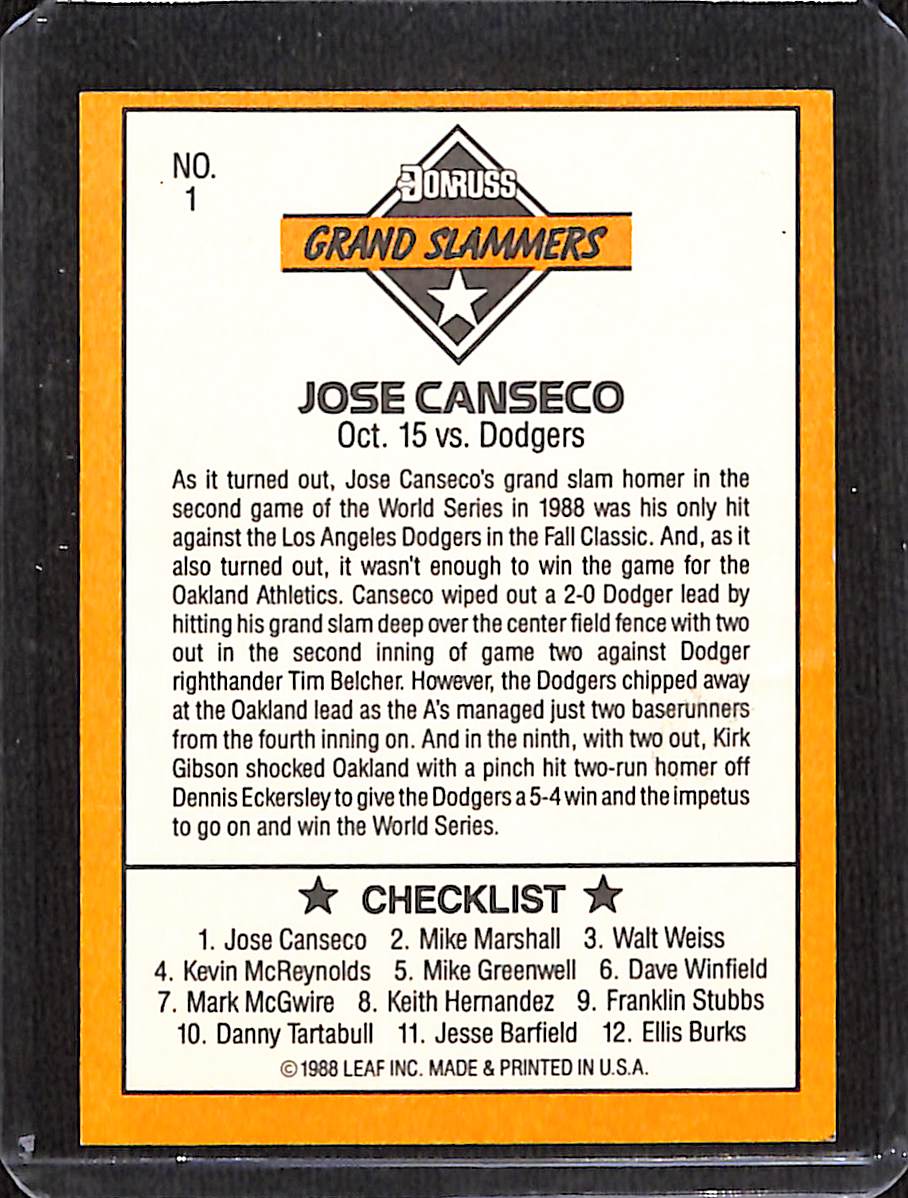 NO.
1
DONRUSS
GRAND SLAMMERS
JOSE CANSECO
Oct. 15 vs. Dodgers
As it turned out, Jose Canseco's grand slam homer in the
second game of the World Series in 1988 was his only hit
against the Los Angeles Dodgers in the Fall Classic. And, as it
also turned out, it wasn't enough to win the game for the
Oakland Athletics. Canseco wiped out a 2-0 Dodger lead by
hitting his grand slam deep over the center field fence with two
out in the second inning of game two against Dodger
righthander Tim Belcher. However, the Dodgers chipped away
at the Oakland lead as the A's managed just two baserunners
from the fourth inning on. And in the ninth, with two out, Kirk
Gibson shocked Oakland with a pinch hit two-run homer off
Dennis Eckersley to give the Dodgers a 5-4 win and the impetus
to go on and win the World Series.
★ CHECKLIST ★
1. Jose Canseco 2. Mike Marshall 3. Walt Weiss
4. Kevin McReynolds 5. Mike Greenwell 6. Dave Winfield
7. Mark McGwire 8. Keith Hernandez 9. Franklin Stubbs
10. Danny Tartabull 11. Jesse Barfield 12. Ellis Burks
©1988 LEAF INC. MADE & PRINTED IN U.S.A.